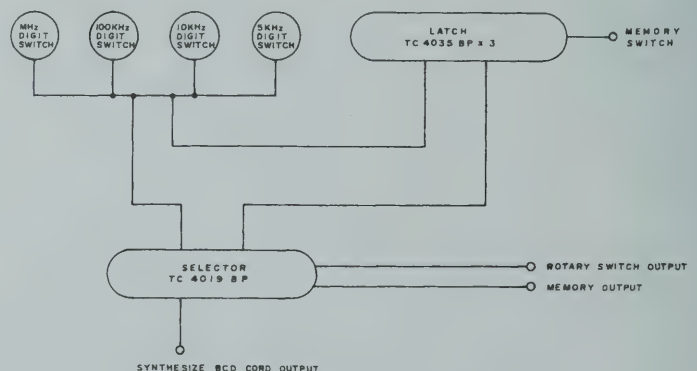 MHz
DIGIT
SWITCH
100KHz
DIGIT
SWITCH
10KHz
DIGIT
SWITCH
5KHz
DIGIT
SWITCH
LATCH
TC 4035 BP x 3
MEMORY
SWITCH
SELECTOR
TC 4019 BP
ROTARY SWITCH OUTPUT
MEMORY OUTPUT
SYNTHESIZE BCD CORD OUTPUT